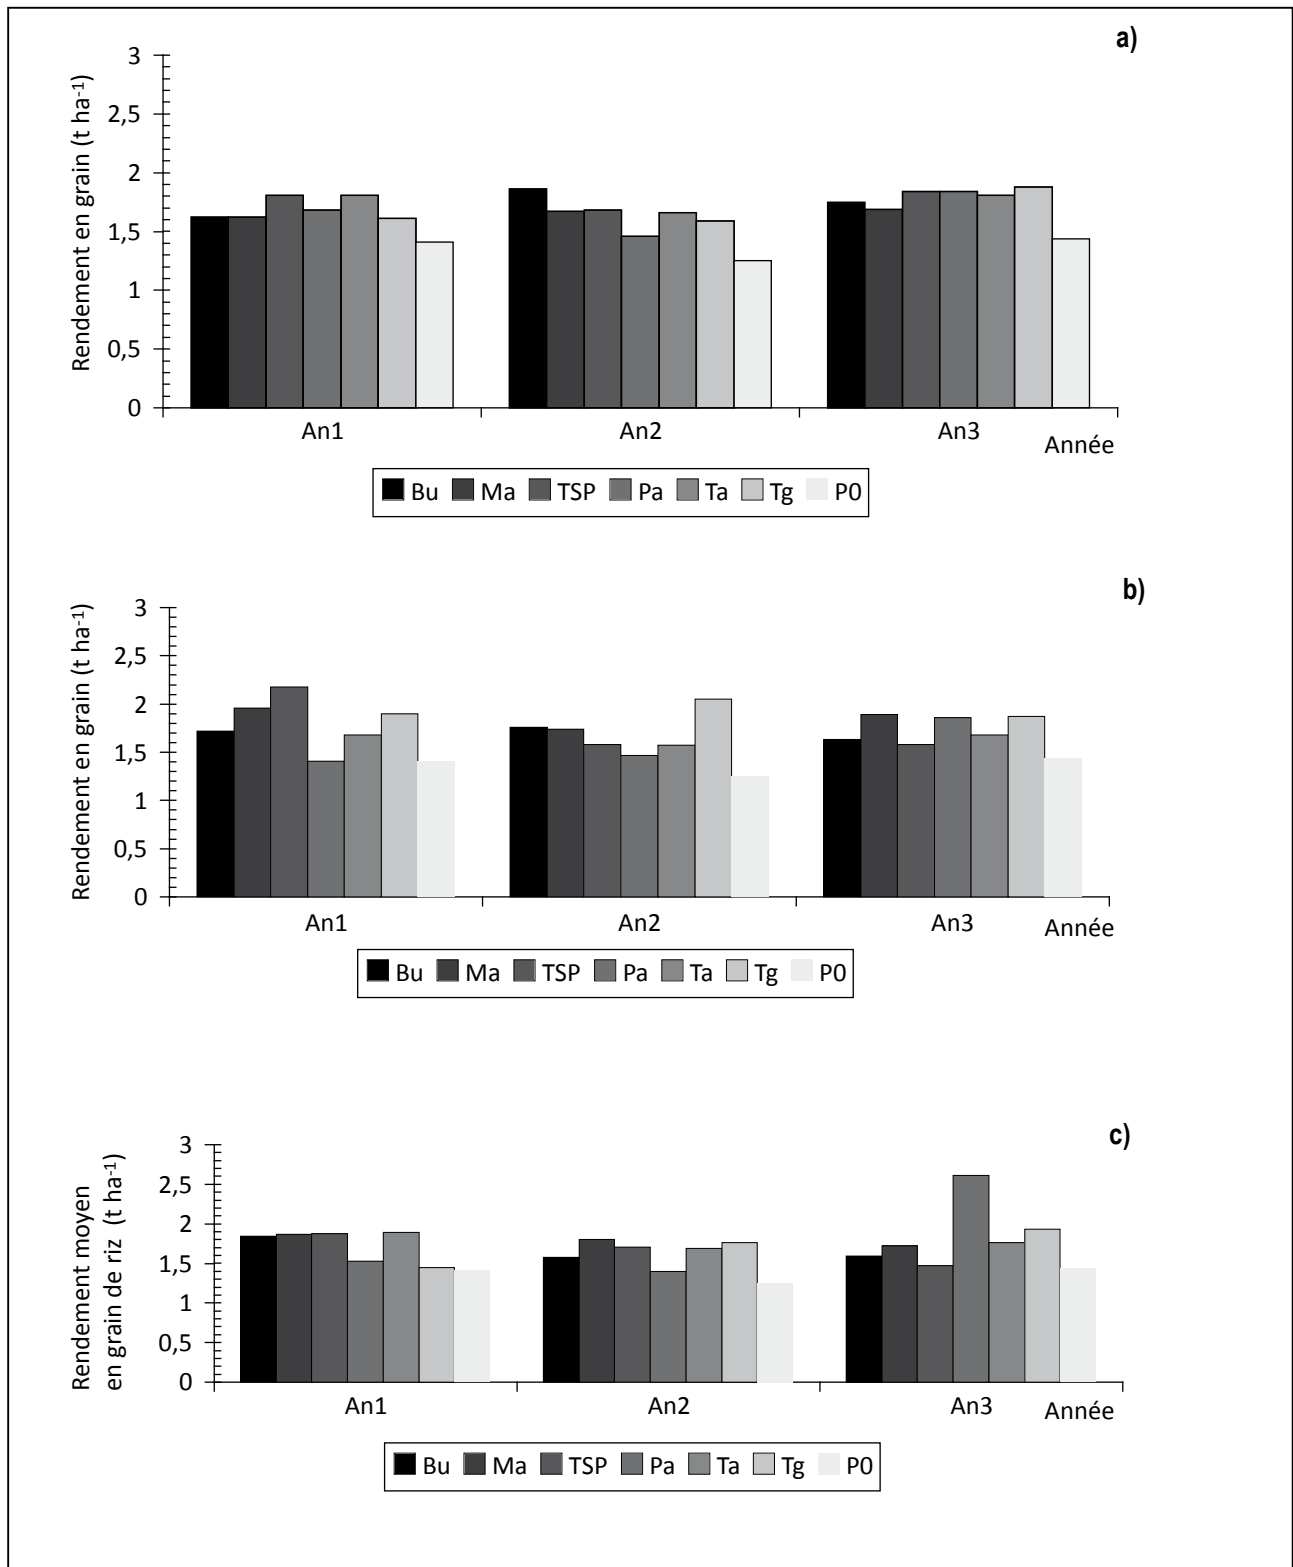 a)
Rendement en grain (t ha-1)
3
2,5
2
1,5
1
0,5
0
An1 An2 An3 Année
Bu Ma TSP Pa Ta Tg P0
b)
Rendement en grain (t ha-1)
3
2,5
2
1,5
1
0,5
0
An1 An2 An3 Année
Bu Ma TSP Pa Ta Tg P0
c)
Rendement moyen
en grain de riz (t ha-1)
3
2,5
2
1,5
1
0,5
0
An1 An2 An3 Année
Bu Ma TSP Pa Ta Tg P0